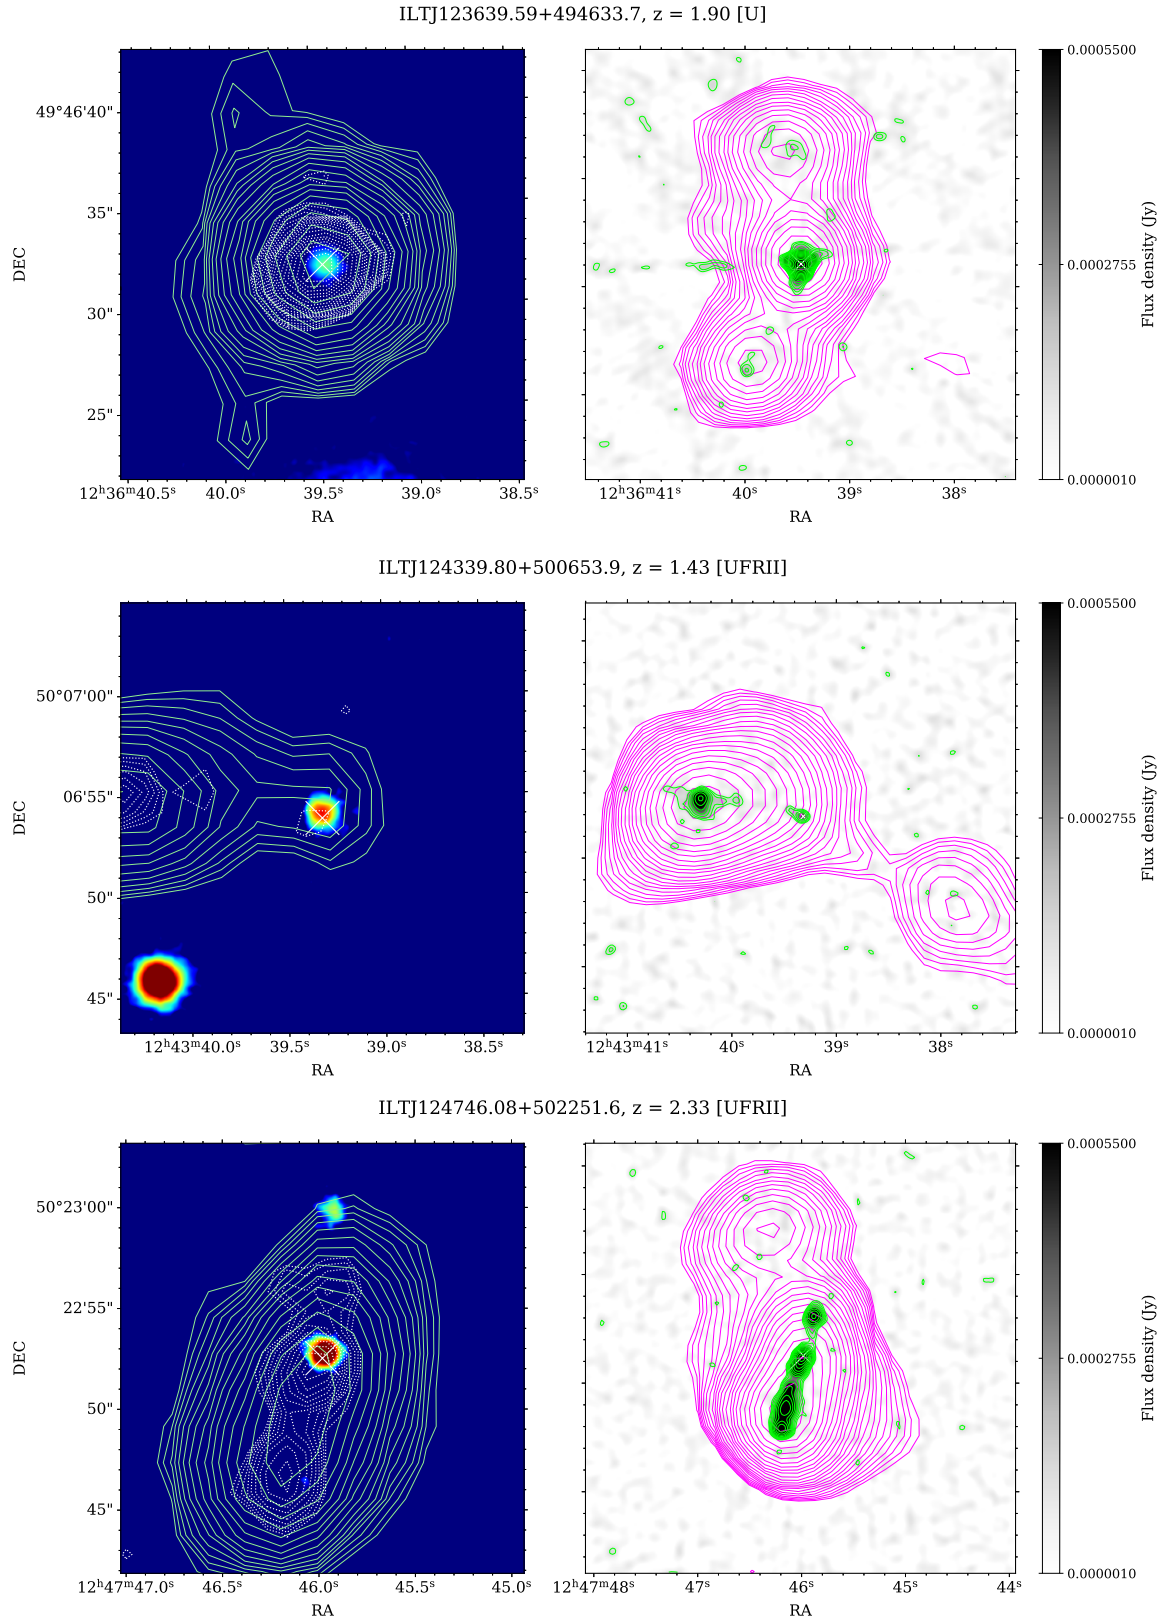 ILTJ123639.59+494633.7, z = 1.90 [U]
49°46'40"
35"
30"
25"
DEC
12ʰ36ᵐ40.5ˢ 40.0ˢ 39.5ˢ 39.0ˢ 38.5ˢ
RA
12ʰ36ᵐ41ˢ 40ˢ 39ˢ 38ˢ
RA
0.0005500
0.0002755
0.0000010
Flux density (Jy)
ILTJ124339.80+500653.9, z = 1.43 [UFRII]
50°07'00"
06'55"
50"
45"
DEC
12ʰ43ᵐ40.0ˢ 39.5ˢ 39.0ˢ 38.5ˢ
RA
12ʰ43ᵐ41ˢ 40ˢ 39ˢ 38ˢ
RA
0.0005500
0.0002755
0.0000010
Flux density (Jy)
ILTJ124746.08+502251.6, z = 2.33 [UFRII]
50°23'00"
22'55"
50"
45"
DEC
12ʰ47ᵐ47.0ˢ 46.5ˢ 46.0ˢ 45.5ˢ 45.0ˢ
RA
12ʰ47ᵐ48ˢ 47ˢ 46ˢ 45ˢ 44ˢ
RA
0.0005500
0.0002755
0.0000010
Flux density (Jy)